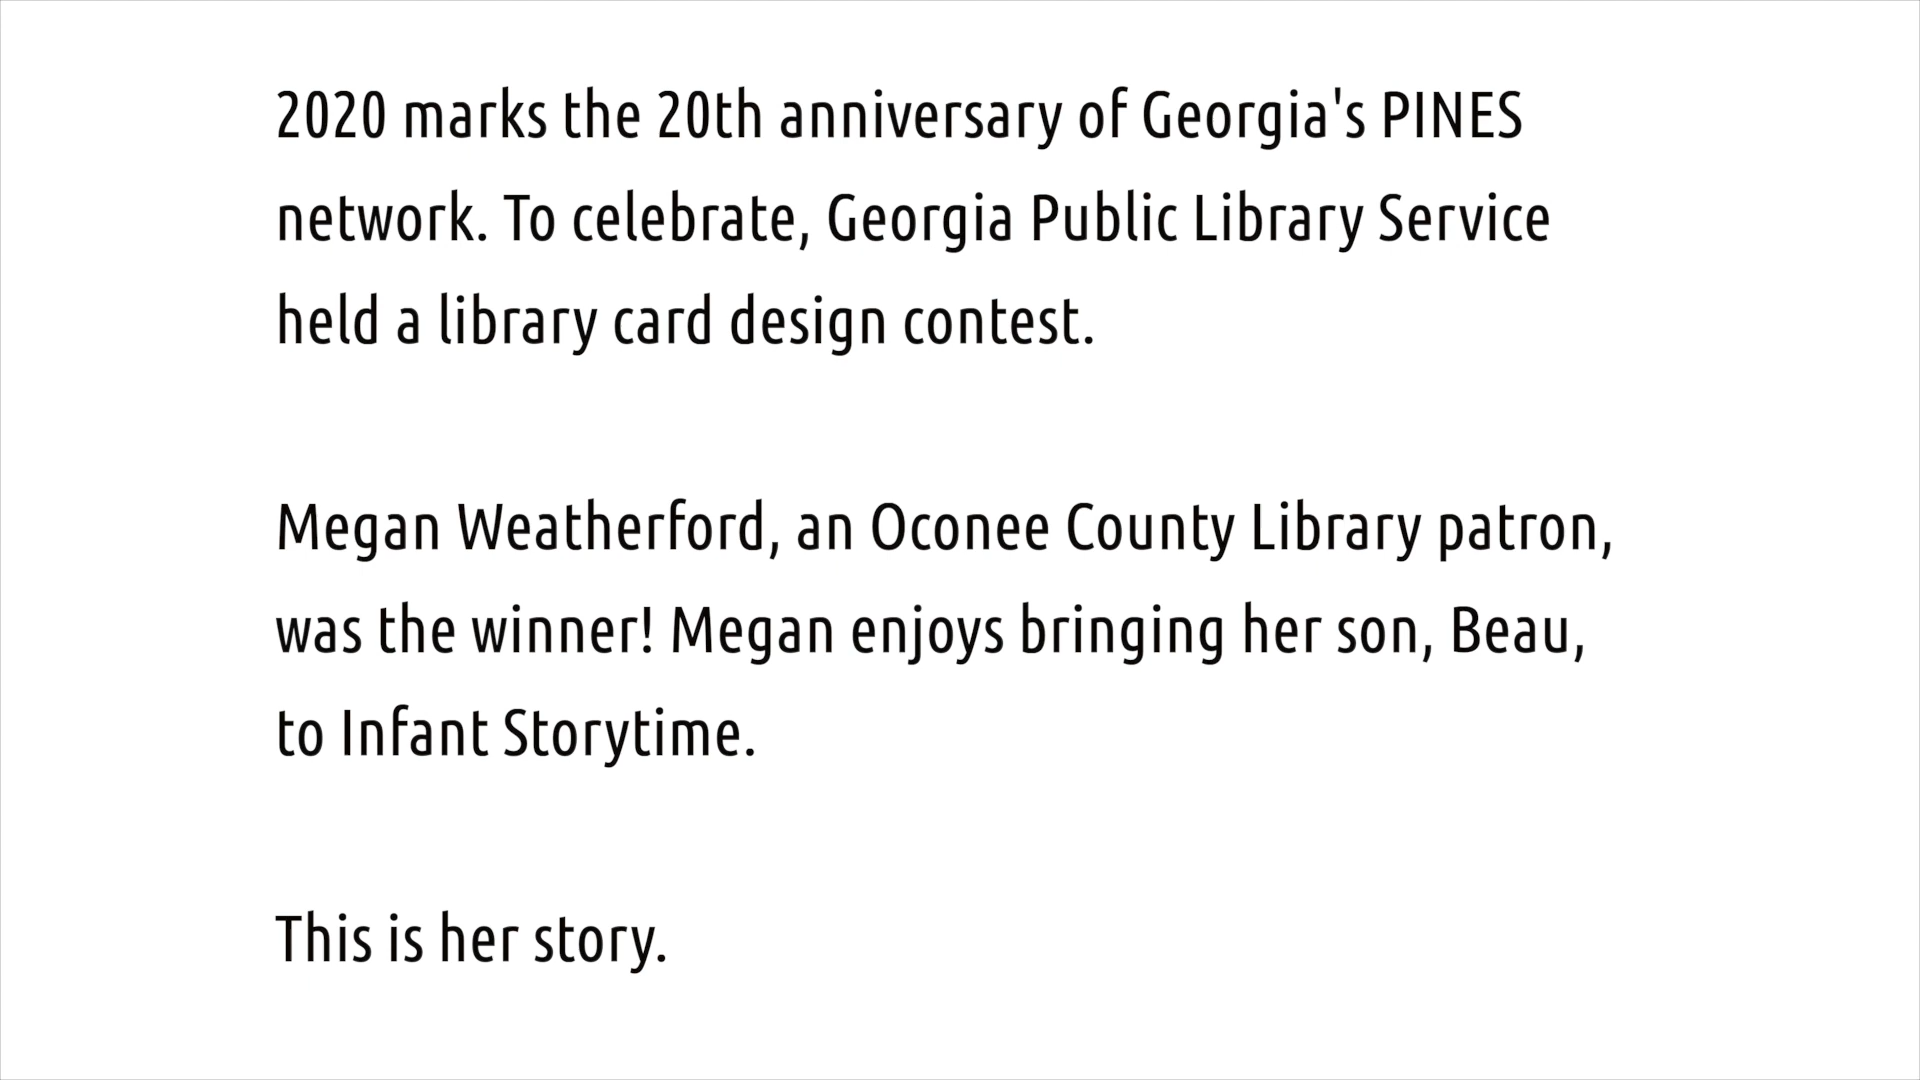 2020 marks the 20th anniversary of Georgia's PINES
network. To celebrate, Georgia Public Library Service
held a library card design contest.
Megan Weatherford, an Oconee County Library patron,
was the winner! Megan enjoys bringing her son, Beau,
to Infant Storytime.
This is her story.